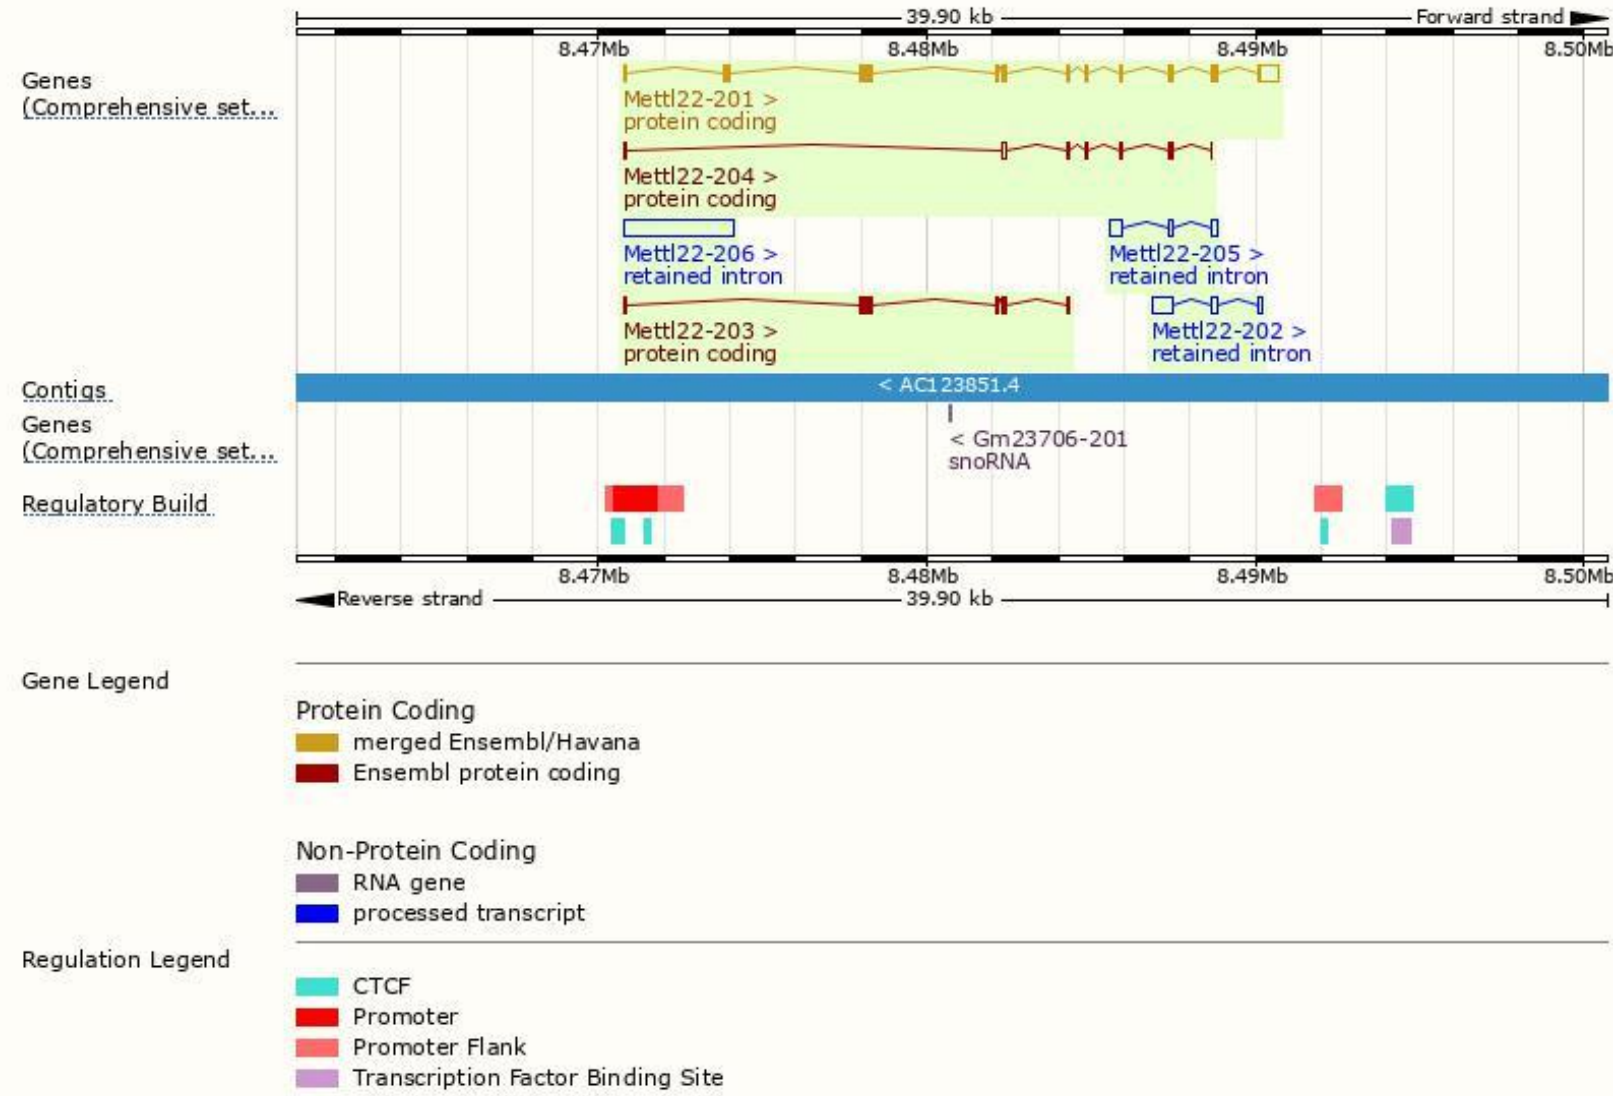 39.90 kb
Forward strand
8.47Mb
8.48Mb
8.49Mb
8.50Mb
Genes
(Comprehensive set...
Mettl22-201 >
protein coding
Mettl22-204 >
protein coding
Mettl22-206 >
retained intron
Mettl22-205 >
retained intron
Mettl22-203 >
protein coding
Mettl22-202 >
retained intron
Contigs
< AC123851.4
Genes
(Comprehensive set...
< Gm23706-201
snoRNA
Regulatory Build
8.47Mb
8.48Mb
8.49Mb
8.50Mb
Reverse strand
39.90 kb
Gene Legend
Protein Coding
merged Ensembl/Havana
Ensembl protein coding
Non-Protein Coding
RNA gene
processed transcript
Regulation Legend
CTCF
Promoter
Promoter Flank
Transcription Factor Binding Site